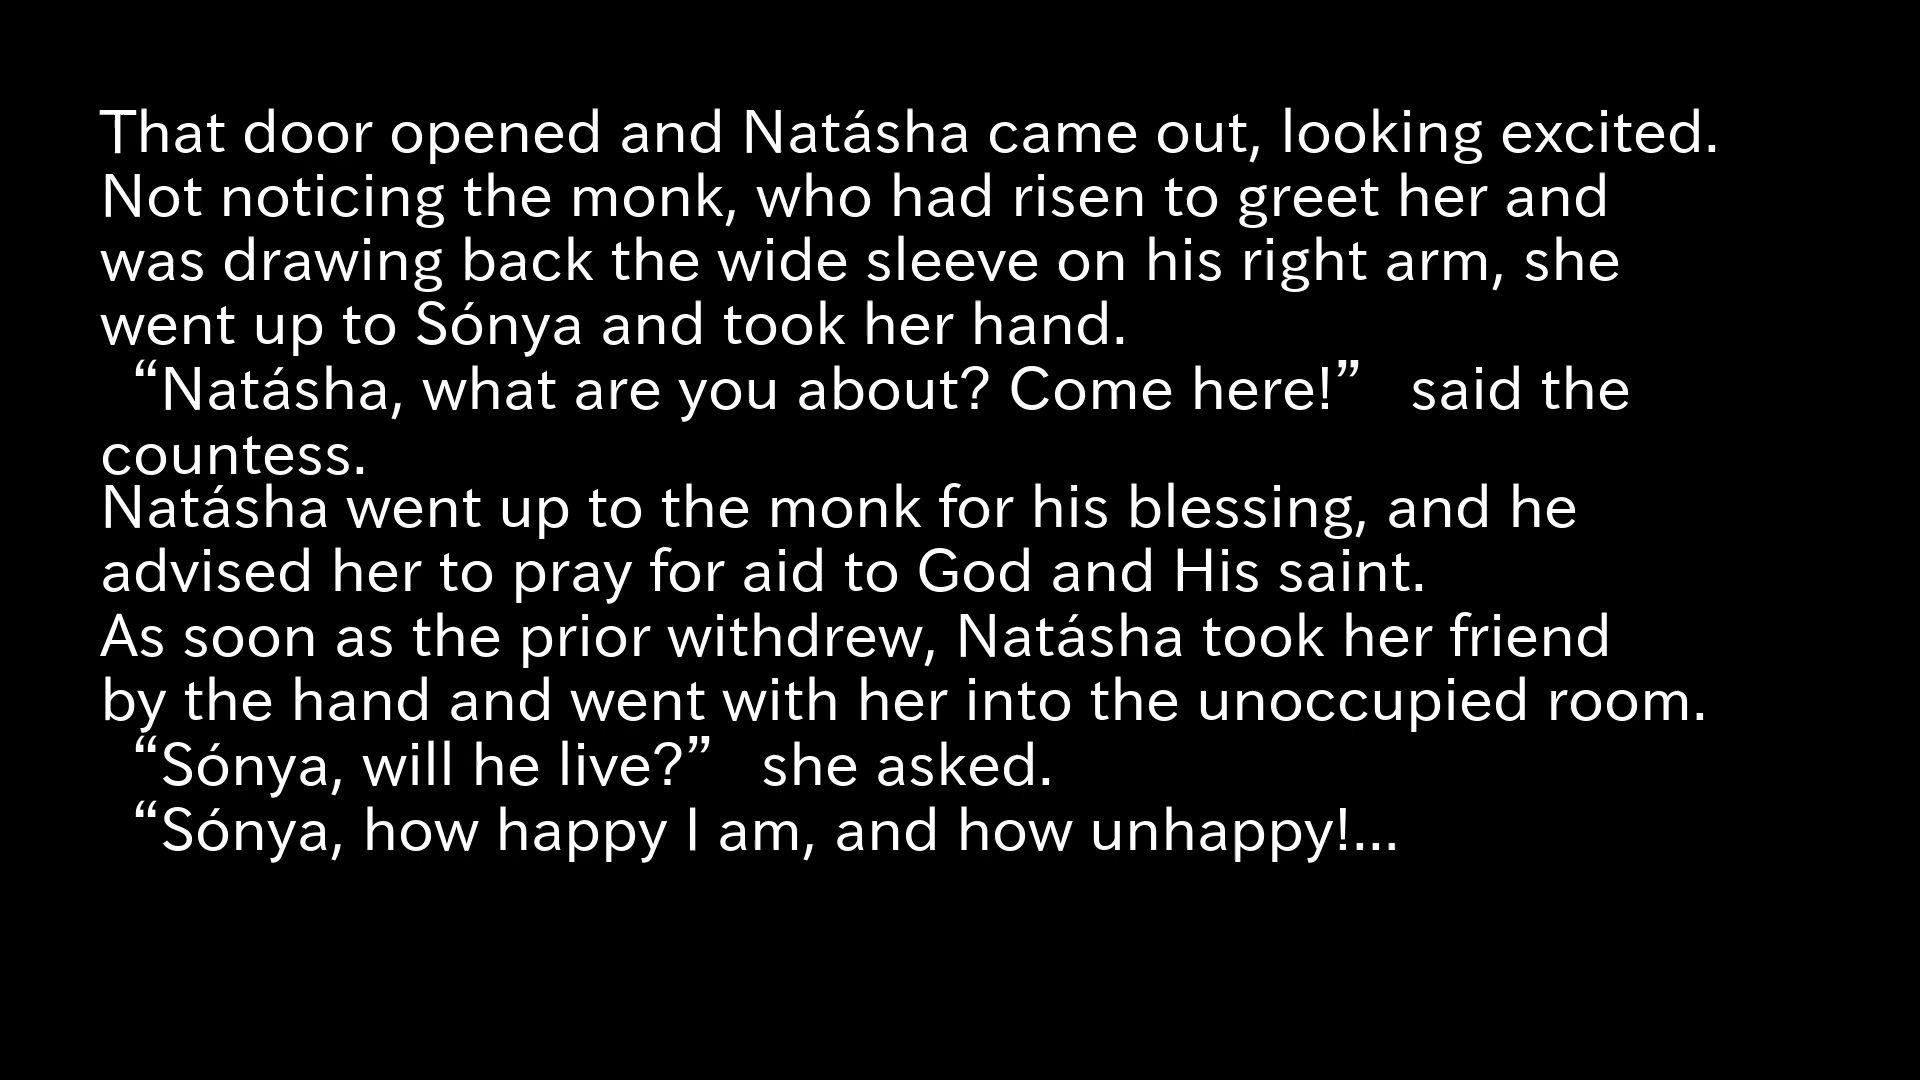 That door opened and Natásha came out, looking excited.
Not noticing the monk, who had risen to greet her and
was drawing back the wide sleeve on his right arm, she
went up to Sónya and took her hand.
“Natásha, what are you about? Come here!” said the
countess.
Natásha went up to the monk for his blessing, and he
advised her to pray for aid to God and His saint.
As soon as the prior withdrew, Natásha took her friend
by the hand and went with her into the unoccupied room.
“Sónya, will he live?” she asked.
“Sónya, how happy I am, and how unhappy!...